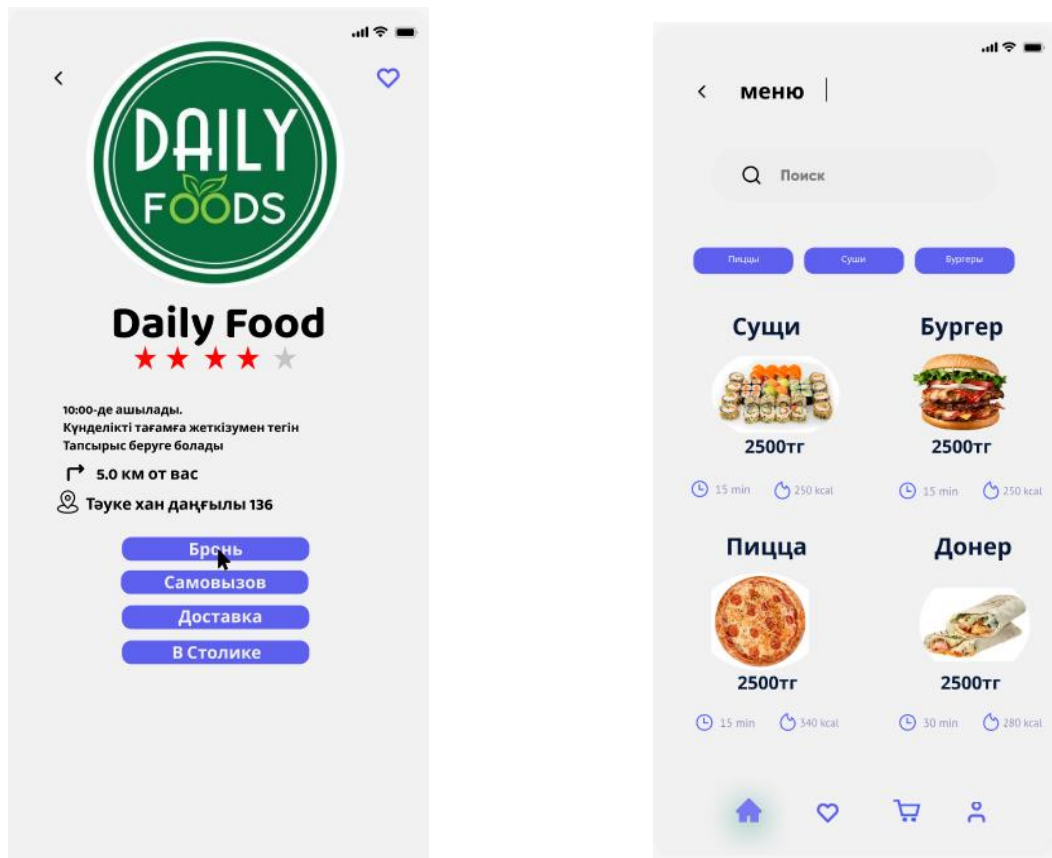 DAILY
FOODS
Daily Food
10:00-де ашылады.
Күнделікті тағамға жеткізумен тегін
Тапсырыс беруге болады
5.0 км от вас
Тәуке хан даңғылы 136
Бронь
Самовызов
Доставка
В Столике
меню
Поиск
Пиццы Суши Бургеры
Сущи Бургер
2500тг 2500тг
15 min 250 kcal 15 min 250 kcal
Пицца Донер
2500тг 2500тг
15 min 340 kcal 30 min 280 kcal